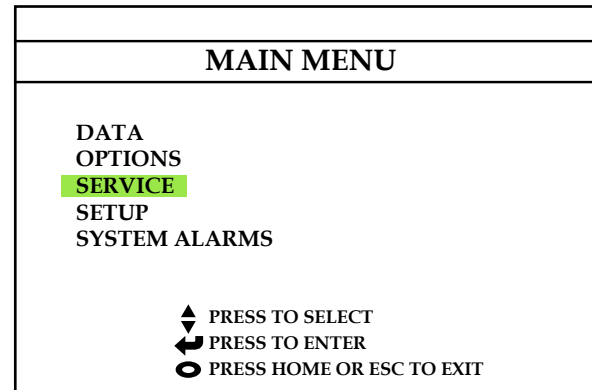 MAIN MENU
DATA
OPTIONS
SERVICE
SETUP
SYSTEM ALARMS
PRESS TO SELECT
PRESS TO ENTER
PRESS HOME OR ESC TO EXIT